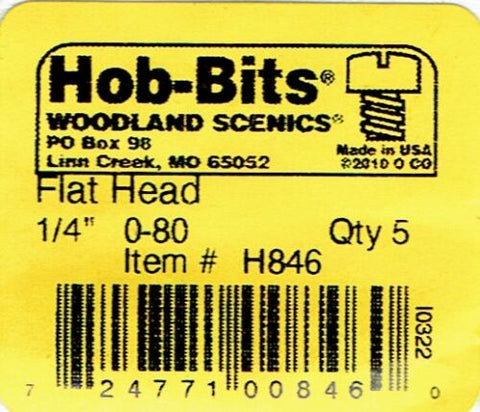 Hob-Bits®
WOODLAND SCENICS®
PO Box 98
Linn Creek, MO 65052
Made in USA
©2010 O CO
Flat Head
1/4" 0-80 Qty 5
Item # H846
I0322
7 24771 00846 0